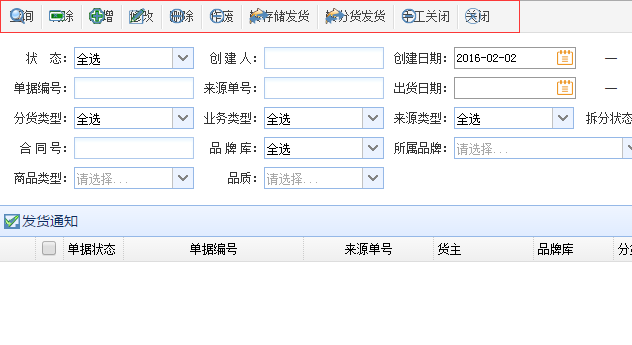 查询 清除 新增 修改 删除 作废 转存储发货 转分货发货 手工关闭 关闭
状 态： 全选 创 建 人： 创建日期： 2016-02-02 —
单据编号： 来源单号： 出货日期： —
分货类型： 全选 业务类型： 全选 来源类型： 全选 拆分状态
合 同 号： 品 牌 库： 全选 所属品牌： 请选择...
商品类型： 请选择... 品质： 请选择...
发货通知
单据状态 单据编号 来源单号 货主 品牌库 分